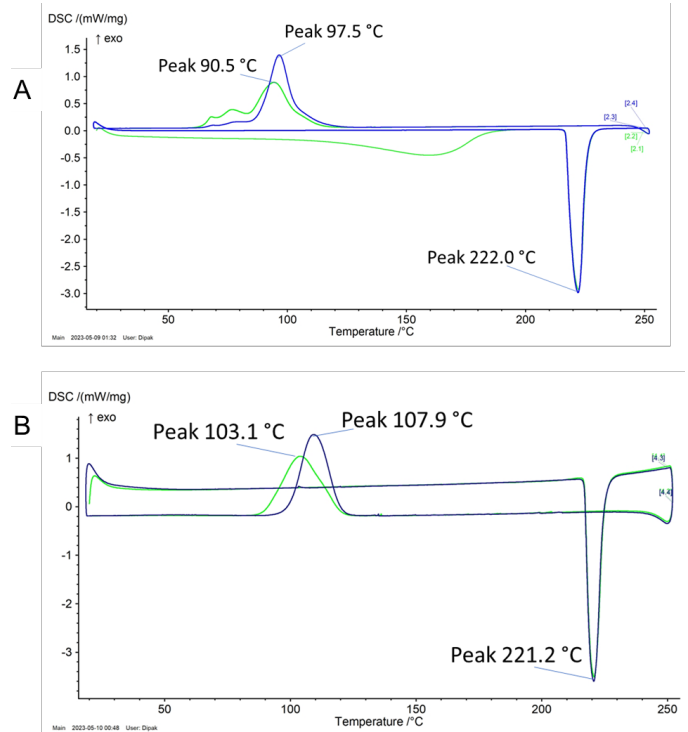 DSC /(mW/mg)
↑ exo
A
1.5
1.0
0.5
0.0
-0.5
-1.0
-1.5
-2.0
-2.5
-3.0
Peak 97.5 °C
Peak 90.5 °C
[2.4]
[2.3]
[2.2]
[2.1]
Peak 222.0 °C
50 100 150 200 250
Temperature /°C
Main 2023-05-09 01:32 User: Dipak
DSC /(mW/mg)
↑ exo
B
1
0
-1
-2
-3
Peak 103.1 °C
Peak 107.9 °C
[4.3]
[4.4]
Peak 221.2 °C
50 100 150 200 250
Temperature /°C
Main 2023-05-10 00:48 User: Dipak